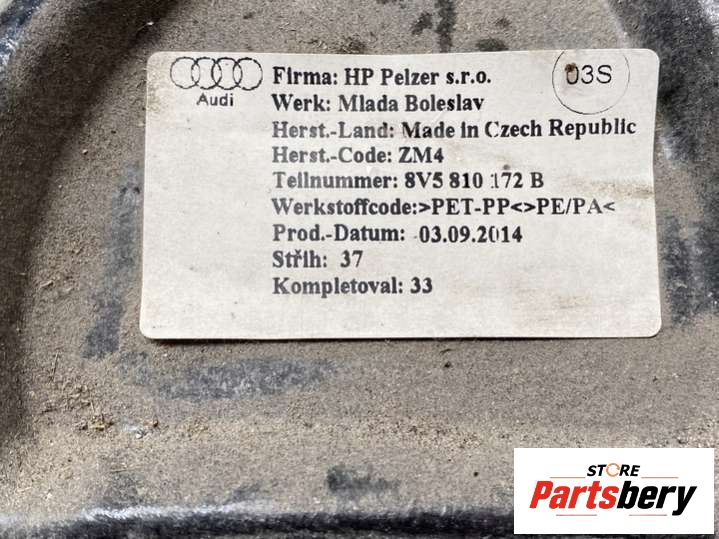 Audi
Firma: HP Pelzer s.r.o.
03S
Werk: Mlada Boleslav
Herst.-Land: Made in Czech Republic
Herst.-Code: ZM4
Teilnummer: 8V5 810 172 B
Werkstoffcode:>PET-PP<>PE/PA<
Prod.-Datum: 03.09.2014
Střih: 37
Kompletoval: 33
STORE
Partsbery